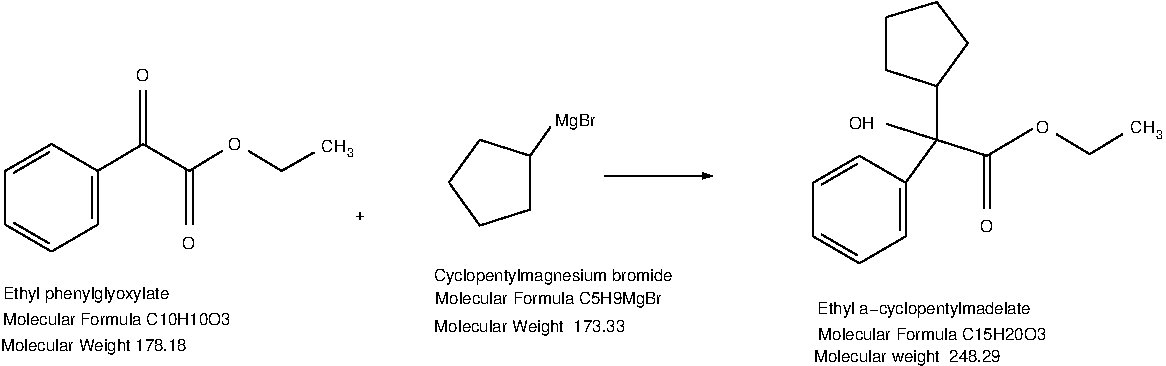 O
O
CH3
O
+
MgBr
OH
O
CH3
O
Ethyl phenylglyoxylate
Molecular Formula C10H10O3
Molecular Weight 178.18
Cyclopentylmagnesium bromide
Molecular Formula C5H9MgBr
Molecular Weight 173.33
Ethyl a-cyclopentylmadelate
Molecular Formula C15H20O3
Molecular weight 248.29